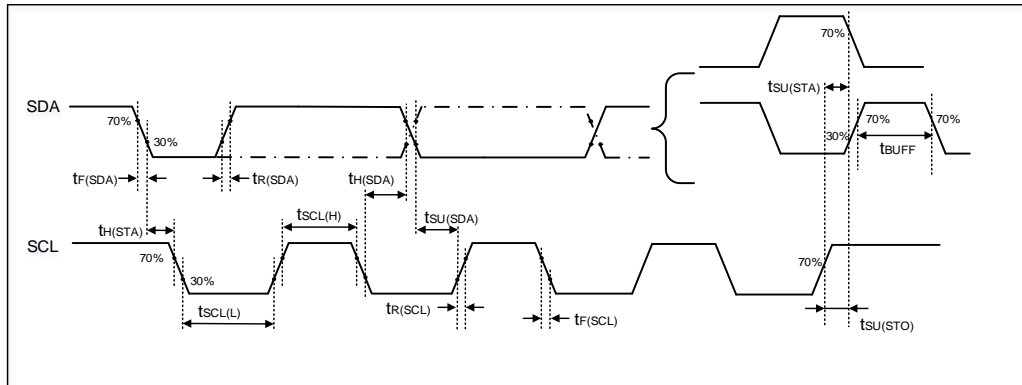 70%
tSU(STA)
SDA
70%
30%
30%
70%
70%
tBUFF
tF(SDA)
tR(SDA)
tH(SDA)
tH(STA)
tSCL(H)
tSU(SDA)
SCL
70%
30%
70%
tSCL(L)
tR(SCL)
tF(SCL)
tSU(STO)